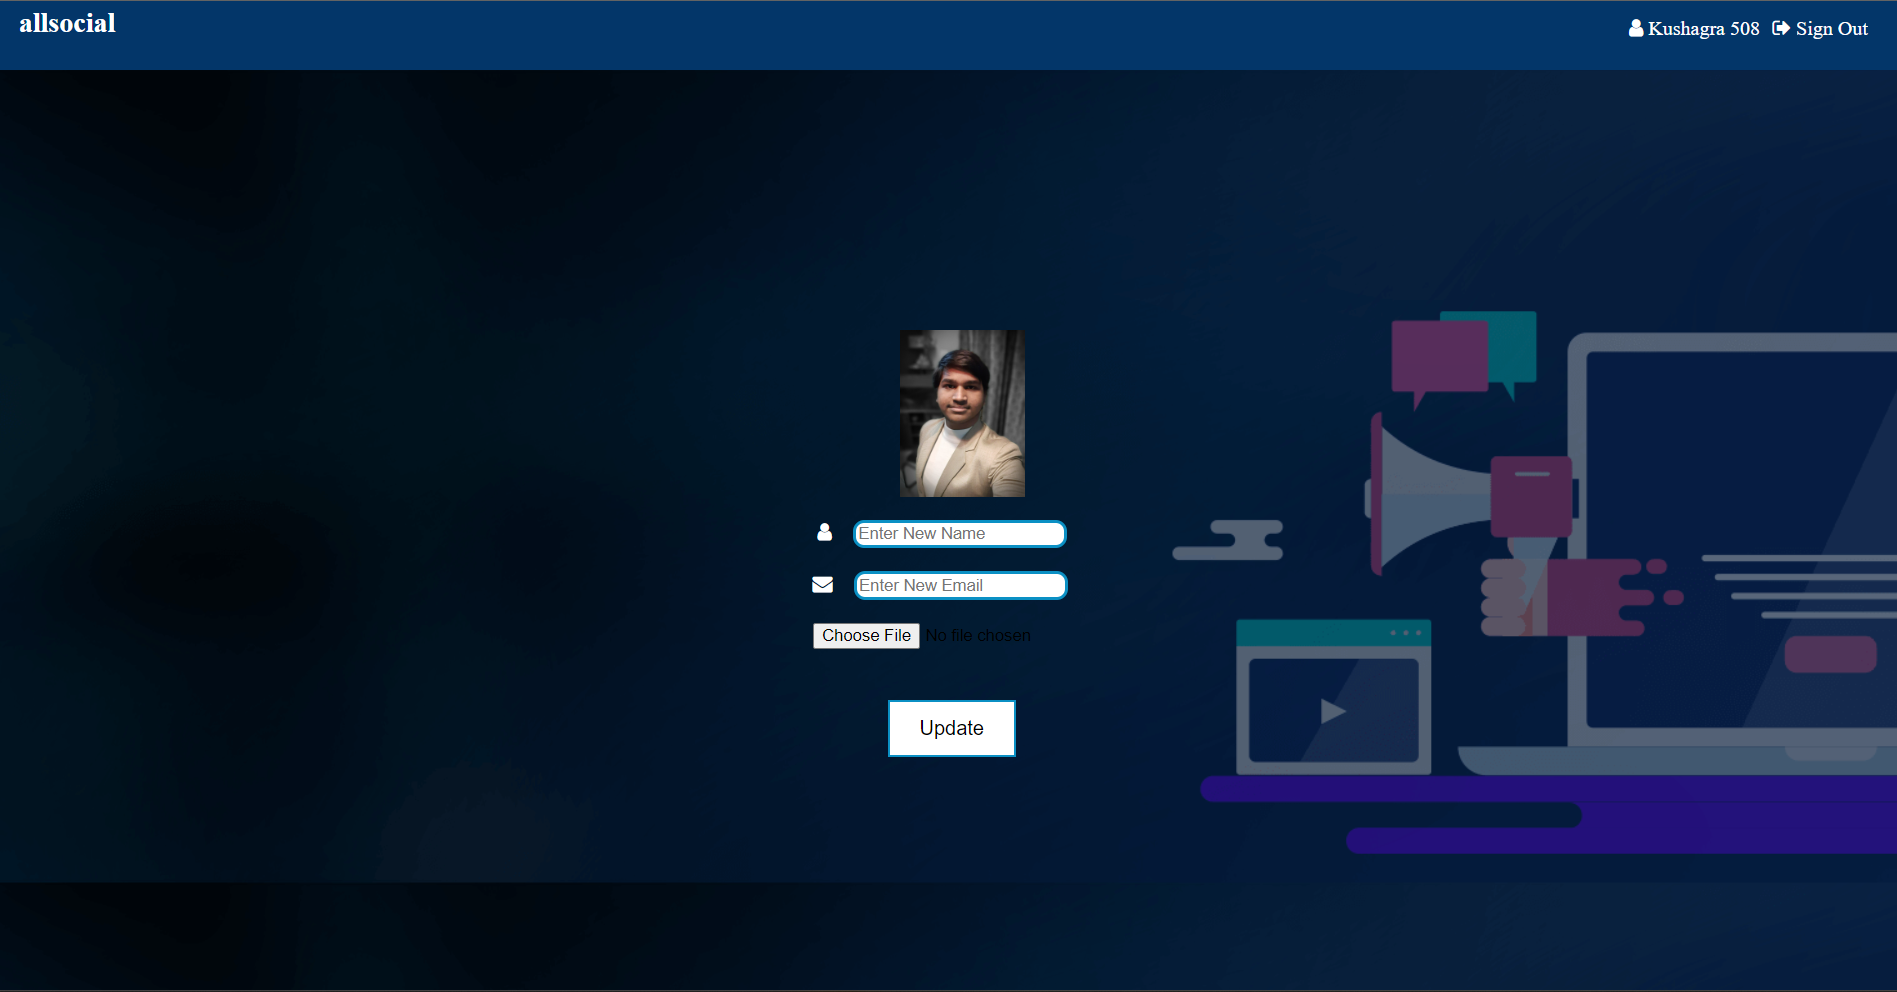 allsocial
Kushagra 508 Sign Out
Enter New Name
Enter New Email
Choose File No file chosen
Update